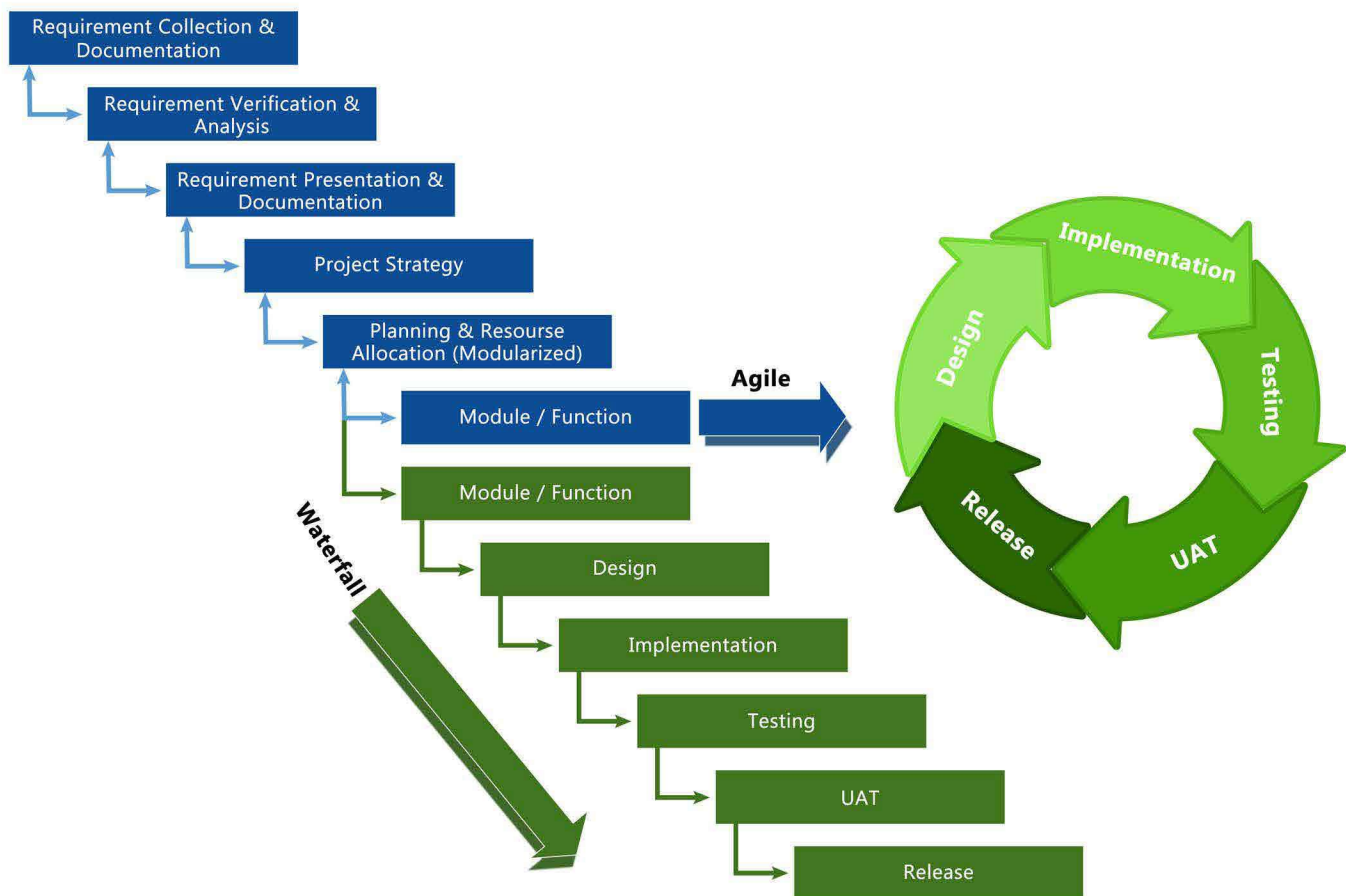 Requirement Collection &
Documentation
Requirement Verification &
Analysis
Requirement Presentation &
Documentation
Project Strategy
Planning & Resourse
Allocation (Modularized)
Module / Function
Agile
Module / Function
Waterfall
Design
Implementation
Testing
UAT
Release
Design
Implementation
Testing
UAT
Release